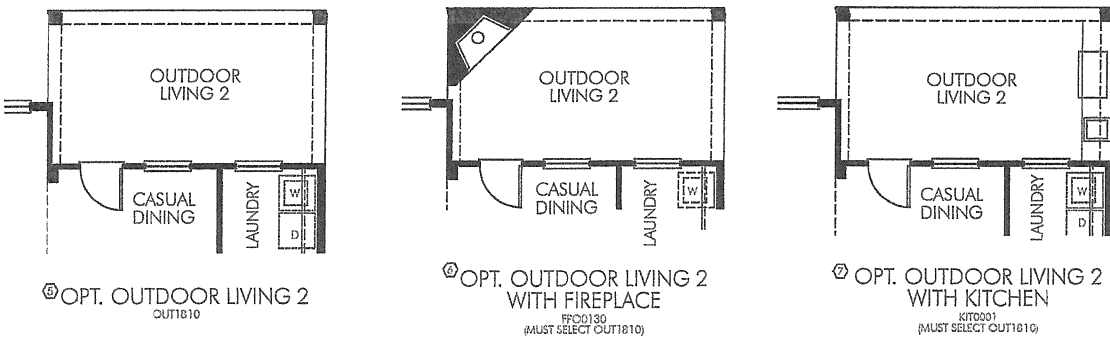 OUTDOOR
LIVING 2
CASUAL
DINING
LAUNDRY
W
D
5 OPT. OUTDOOR LIVING 2
OUT1810
OUTDOOR
LIVING 2
CASUAL
DINING
LAUNDRY
W
6 OPT. OUTDOOR LIVING 2
WITH FIREPLACE
FPO0130
(MUST SELECT OUT1810)
OUTDOOR
LIVING 2
CASUAL
DINING
LAUNDRY
W
D
7 OPT. OUTDOOR LIVING 2
WITH KITCHEN
KIT0001
(MUST SELECT OUT1810)